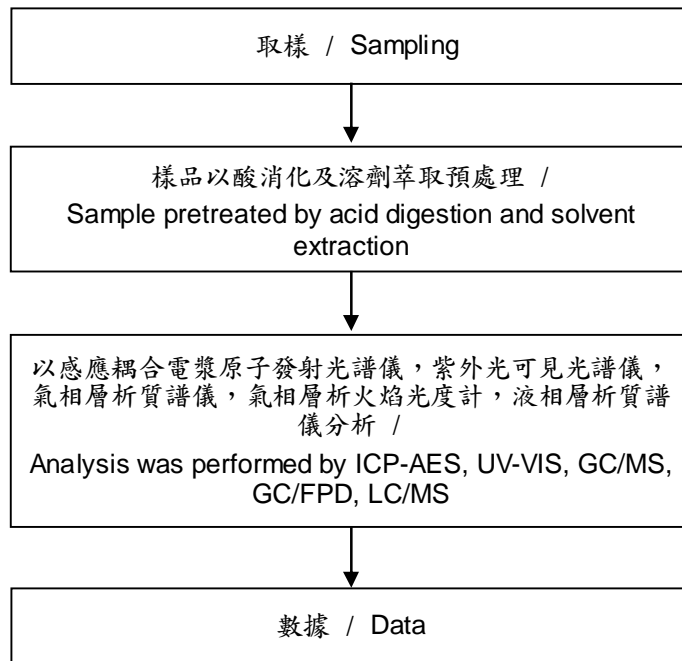 取樣 / Sampling
樣品以酸消化及溶劑萃取預處理 /
Sample pretreated by acid digestion and solvent
extraction
以感應耦合電漿原子發射光譜儀，紫外光可見光譜儀，
氣相層析質譜儀，氣相層析火焰光度計，液相層析質譜
儀分析 /
Analysis was performed by ICP-AES, UV-VIS, GC/MS,
GC/FPD, LC/MS
數據 / Data